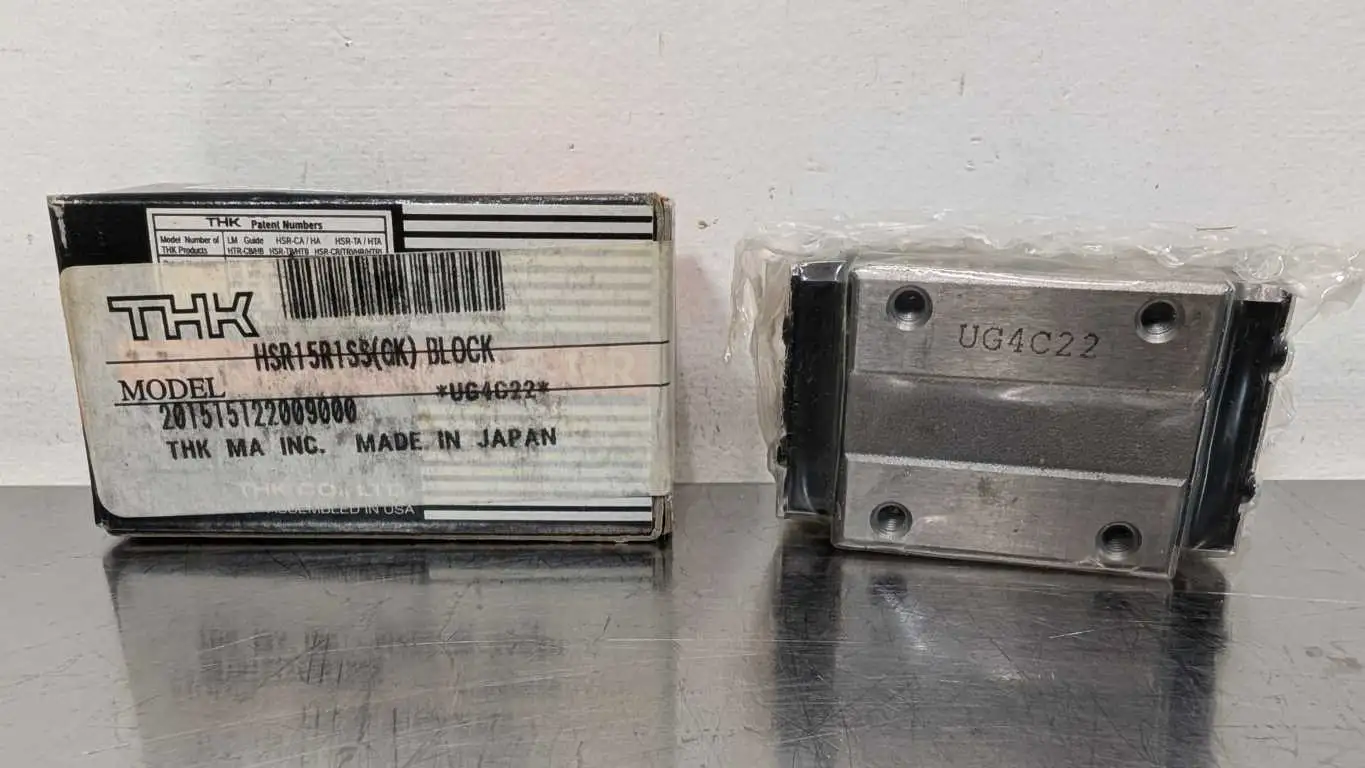 THK Patent Numbers
Model Number of THK Products
LM Guide HSR-CA / HA HSR-TA / HTA
THK
HSR15R1SS(GK) BLOCK
MODEL
*UG4C22*
201515122009000
THK MA INC. MADE IN JAPAN
THK CO., LTD.
ASSEMBLED IN USA
UG4C22